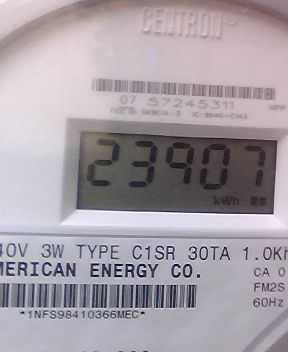 CENTRON
07 57245311
23907
kWh
40V 3W TYPE C1SR 30TA 1.0Kh
MERICAN ENERGY CO.
CA 0
FM2S
60Hz
*1NFS98410366MEC*